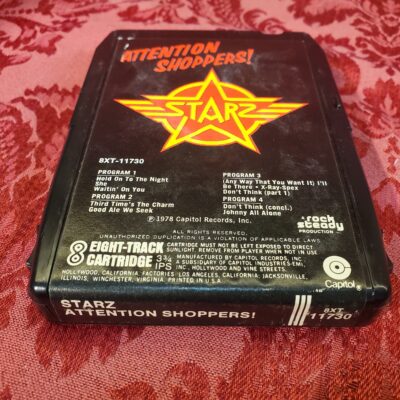 ATTENTION
SHOPPERS!
STARZ
8XT-11730
PROGRAM 1
Hold On To The Night
She
Waitin' On You
PROGRAM 2
Third Time's The Charm
Good Ale We Seek
PROGRAM 3
(Any Way That You Want It) I'll
Be There • X-Ray-Spex
Don't Think (part 1)
PROGRAM 4
Don't Think (concl.)
Johnny All Alone
℗ 1978 Capitol Records, Inc.
ALL RIGHTS RESERVED.
UNAUTHORIZED DUPLICATION IS A VIOLATION OF APPLICABLE LAWS
A
rock
steady
PRODUCTION
8 EIGHT-TRACK
CARTRIDGE 3¾
IPS
CARTRIDGE MUST NOT BE LEFT EXPOSED TO DIRECT
SUNLIGHT. REMOVE FROM PLAYER WHEN NOT IN USE
MANUFACTURED BY CAPITOL RECORDS, INC.,
A SUBSIDIARY OF CAPITOL INDUSTRIES-EMI,
INC., HOLLYWOOD AND VINE STREETS,
HOLLYWOOD, CALIFORNIA. FACTORIES: LOS ANGELES, CALIFORNIA, JACKSONVILLE,
ILLINOIS, WINCHESTER, VIRGINIA. PRINTED IN U.S.A.
Capitol
STARZ
ATTENTION SHOPPERS!
8XT-
11730